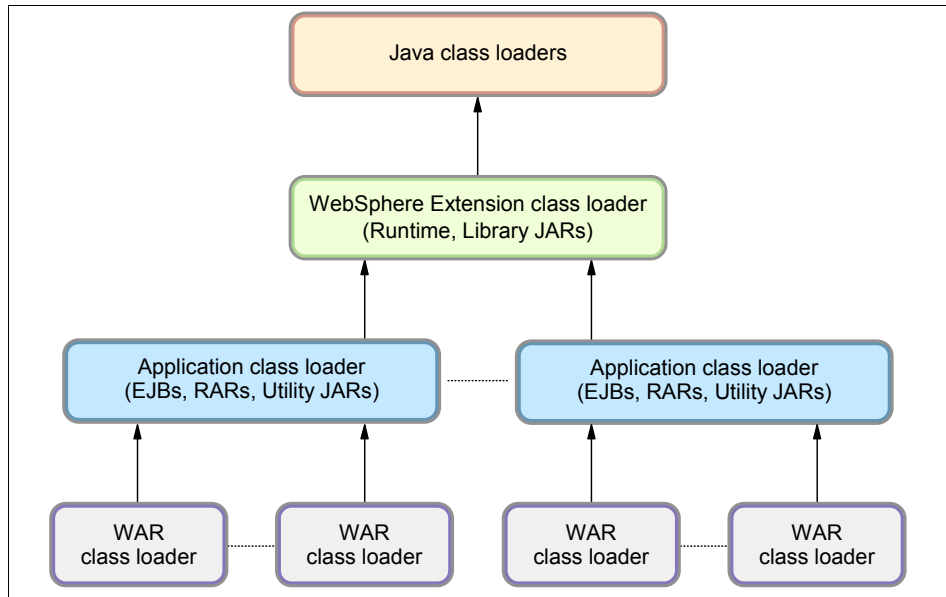 Java class loaders
WebSphere Extension class loader
(Runtime, Library JARs)
Application class loader
(EJBs, RARs, Utility JARs)
Application class loader
(EJBs, RARs, Utility JARs)
WAR
class loader
WAR
class loader
WAR
class loader
WAR
class loader